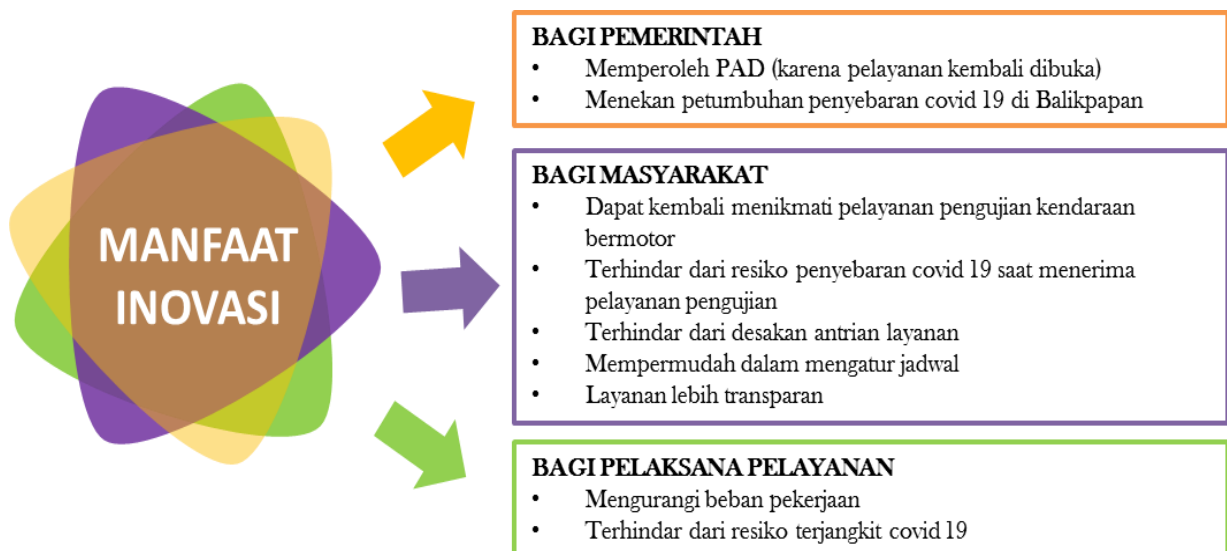 MANFAAT
INOVASI
BAGI PEMERINTAH
• Memperoleh PAD (karena pelayanan kembali dibuka)
• Menekan petumbuhan penyebaran covid 19 di Balikpapan
BAGI MASYARAKAT
• Dapat kembali menikmati pelayanan pengujian kendaraan
bermotor
• Terhindar dari resiko penyebaran covid 19 saat menerima
pelayanan pengujian
• Terhindar dari desakan antrian layanan
• Mempermudah dalam mengatur jadwal
• Layanan lebih transparan
BAGI PELAKSANA PELAYANAN
• Mengurangi beban pekerjaan
• Terhindar dari resiko terjangkit covid 19